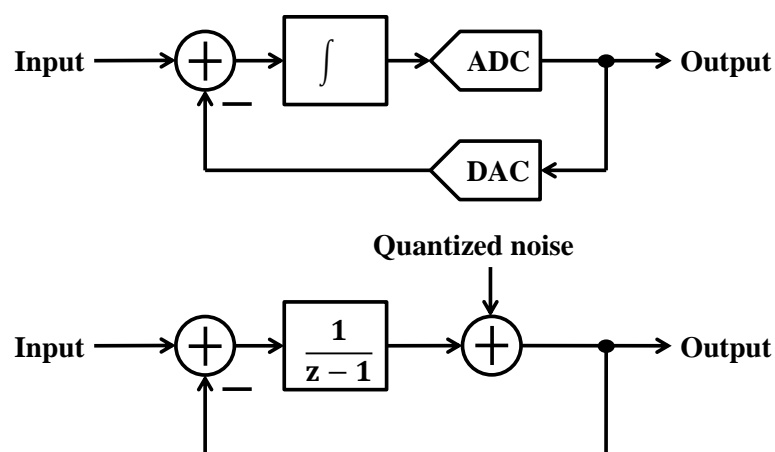 Input
+
−
∫
ADC
Output
DAC
Quantized noise
Input
+
−
1
z − 1
+
Output